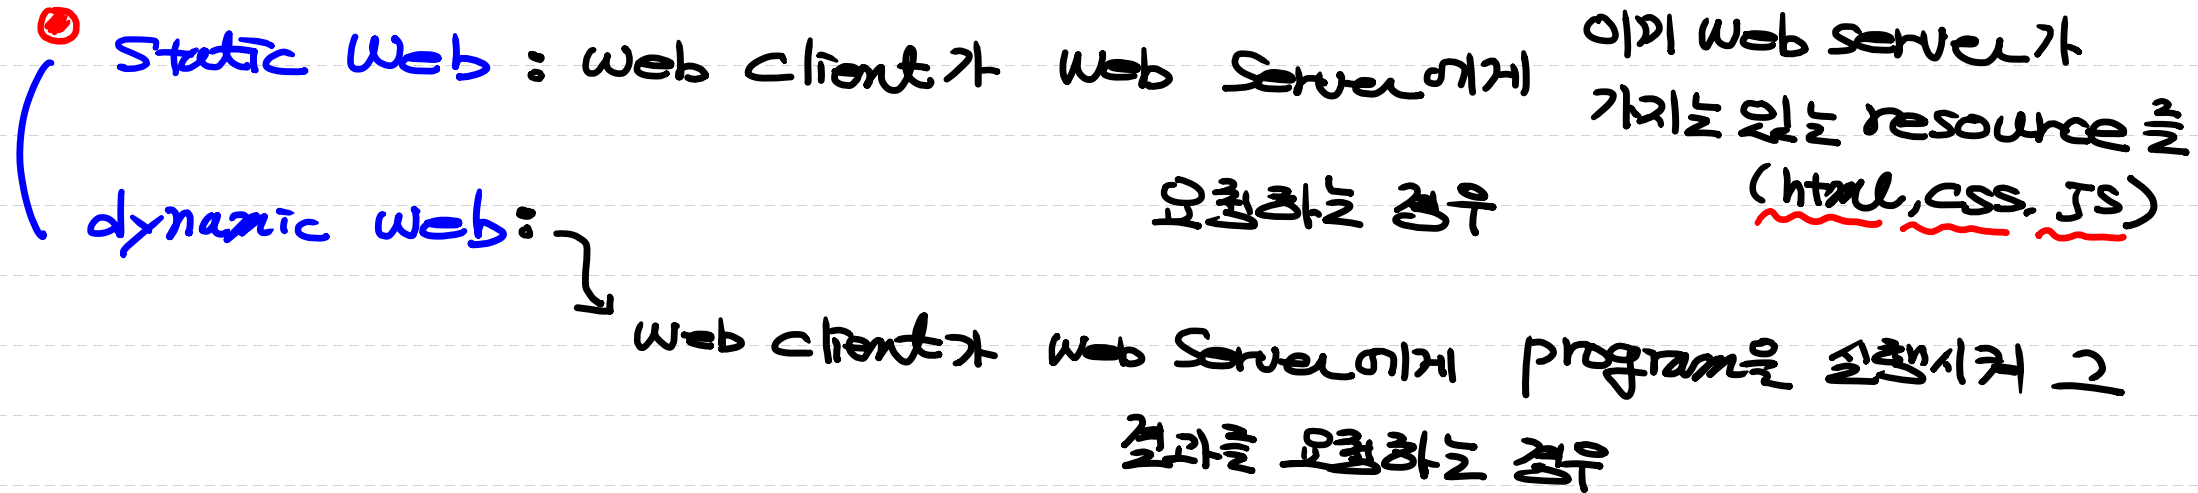 static web : web client가 web server에게 이미 web server가
가지는 있는 resource를
요청하는 경우 (html, css, JS)
dynamic web :
web client가 web server에게 program을 실행시켜 그
결과를 요청하는 경우